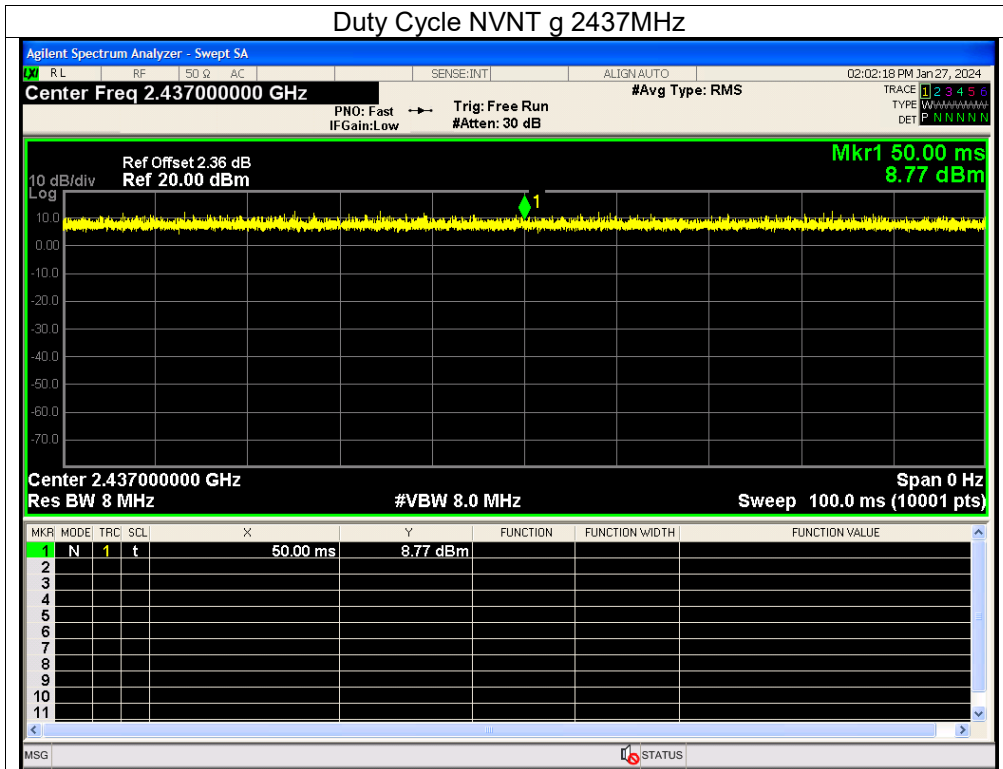 Duty Cycle NVNT g 2437MHz
Agilent Spectrum Analyzer - Swept SA
LXI RL RF 50 Ω AC SENSE:INT ALIGN AUTO 02:02:18 PM Jan 27, 2024
Center Freq 2.437000000 GHz #Avg Type: RMS TRACE 1 2 3 4 5 6
PNO: Fast Trig: Free Run TYPE
IFGain:Low #Atten: 30 dB DET P N N N N N
Mkr1 50.00 ms
8.77 dBm
Ref Offset 2.36 dB
10 dB/div Ref 20.00 dBm
Log
1
10.0
0.00
-10.0
-20.0
-30.0
-40.0
-50.0
-60.0
-70.0
Center 2.437000000 GHz Span 0 Hz
Res BW 8 MHz #VBW 8.0 MHz Sweep 100.0 ms (10001 pts)
MKR MODE TRC SCL X Y FUNCTION FUNCTION WIDTH FUNCTION VALUE
1 N 1 t 50.00 ms 8.77 dBm
2
3
4
5
6
7
8
9
10
11
MSG STATUS